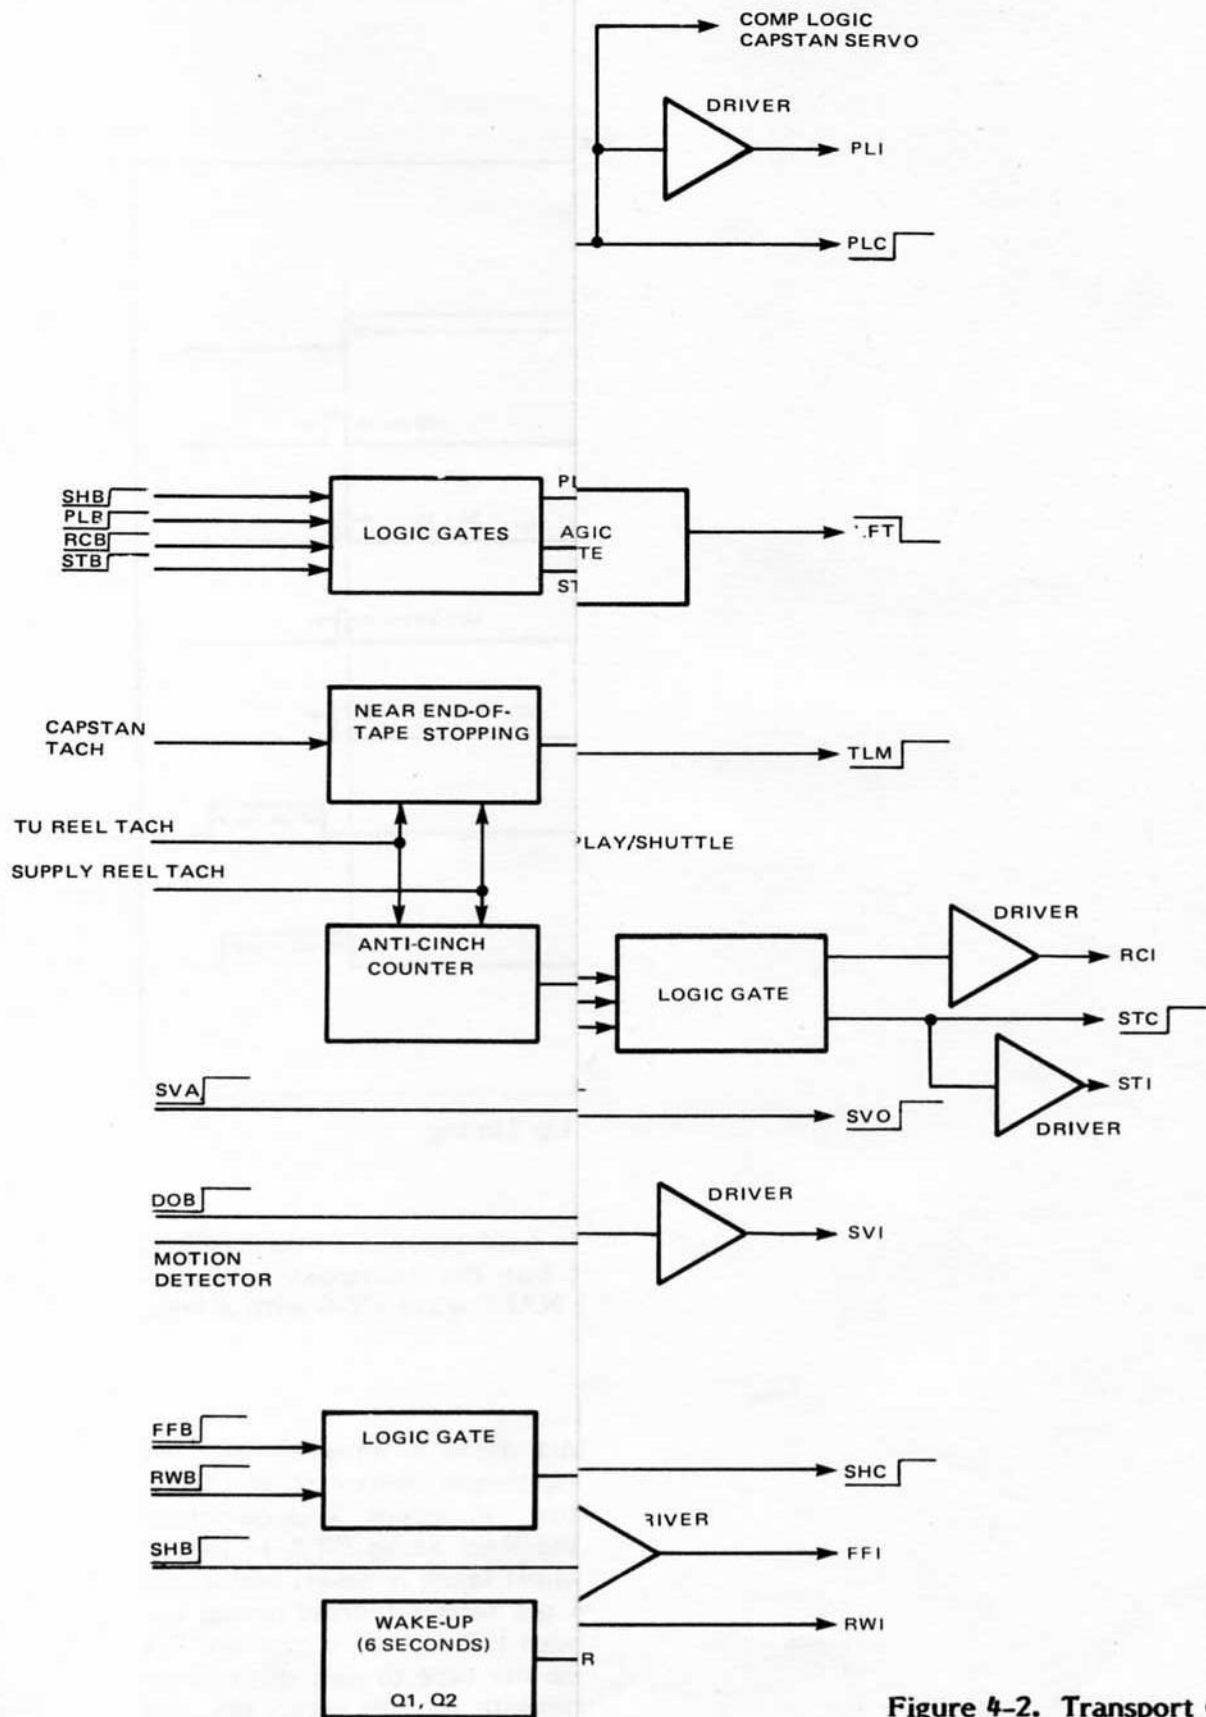 COMP LOGIC
CAPSTAN SERVO
DRIVER
PLI
PLC
SHB
PLB
RCB
STB
LOGIC GATES
PL
AGIC
TE
ST
.FT
CAPSTAN
TACH
NEAR END-OF-
TAPE STOPPING
TLM
TU REEL TACH
PLAY/SHUTTLE
SUPPLY REEL TACH
ANTI-CINCH
COUNTER
LOGIC GATE
DRIVER
RCI
STC
STI
DRIVER
SVA
SVO
DOB
DRIVER
SVI
MOTION
DETECTOR
FFB
RWB
LOGIC GATE
SHC
SHB
RIVER
FFI
WAKE-UP
(6 SECONDS)
Q1, Q2
R
RWI
Figure 4-2. Transport